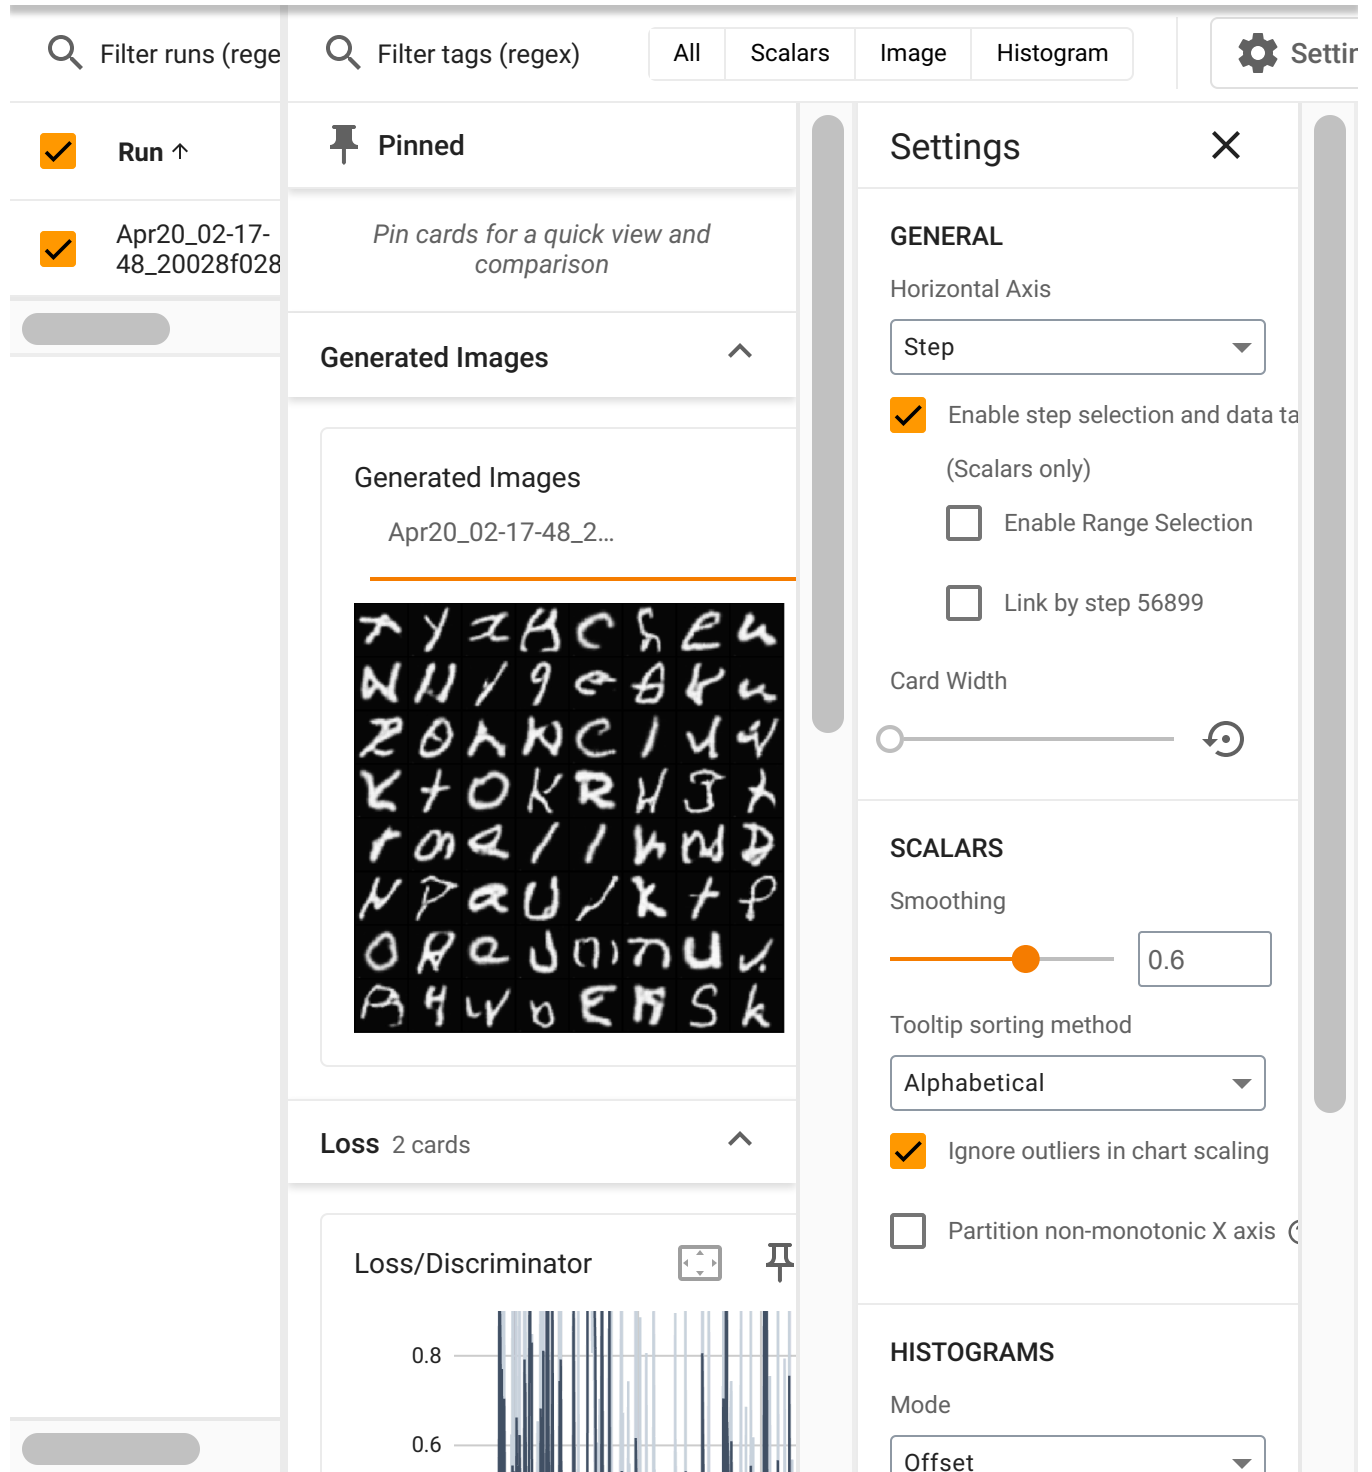 Filter runs (rege
Filter tags (regex)
All
Scalars
Image
Histogram
Settin
Run
Apr20_02-17-
48_20028f028
Pinned
Pin cards for a quick view and
comparison
Generated Images
Generated Images
Apr20_02-17-48_2...
Loss 2 cards
Loss/Discriminator
0.8
0.6
Settings
GENERAL
Horizontal Axis
Step
Enable step selection and data ta
(Scalars only)
Enable Range Selection
Link by step 56899
Card Width
SCALARS
Smoothing
0.6
Tooltip sorting method
Alphabetical
Ignore outliers in chart scaling
Partition non-monotonic X axis
HISTOGRAMS
Mode
Offset